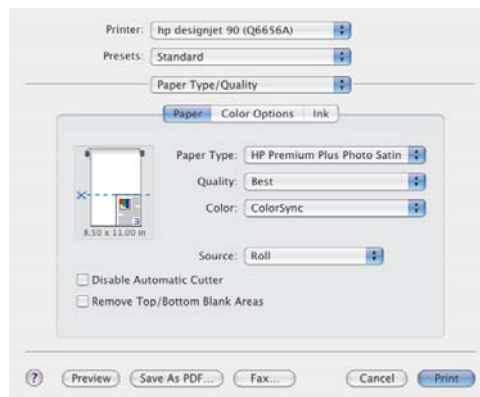 Printer: hp designjet 90 (Q6656A)
Presets: Standard
Paper Type/Quality
Paper Color Options Ink
Paper Type: HP Premium Plus Photo Satin
Quality: Best
Color: ColorSync
8.50 x 11.00 in
Source: Roll
Disable Automatic Cutter
Remove Top/Bottom Blank Areas
? Preview Save As PDF... Fax... Cancel Print